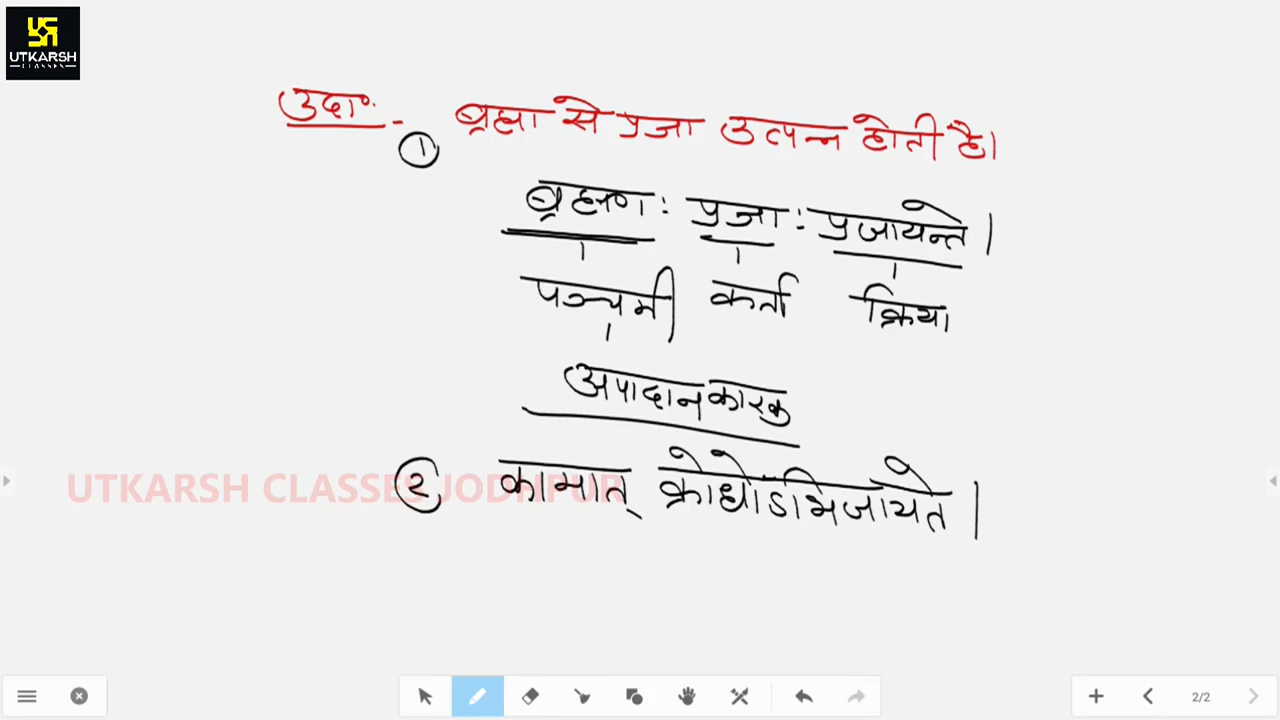 UTKARSH
CLASSES
उदा॰ -
① ब्रह्मा से प्रजा उत्पन्न होती है।
ब्रह्मणः प्रजाः प्रजायन्ते।
पञ्चमी कर्ता क्रिया
अपादान कारक
UTKARSH CLASSES JODHPUR
② कामात् क्रोधोऽभिजायते।
2/2